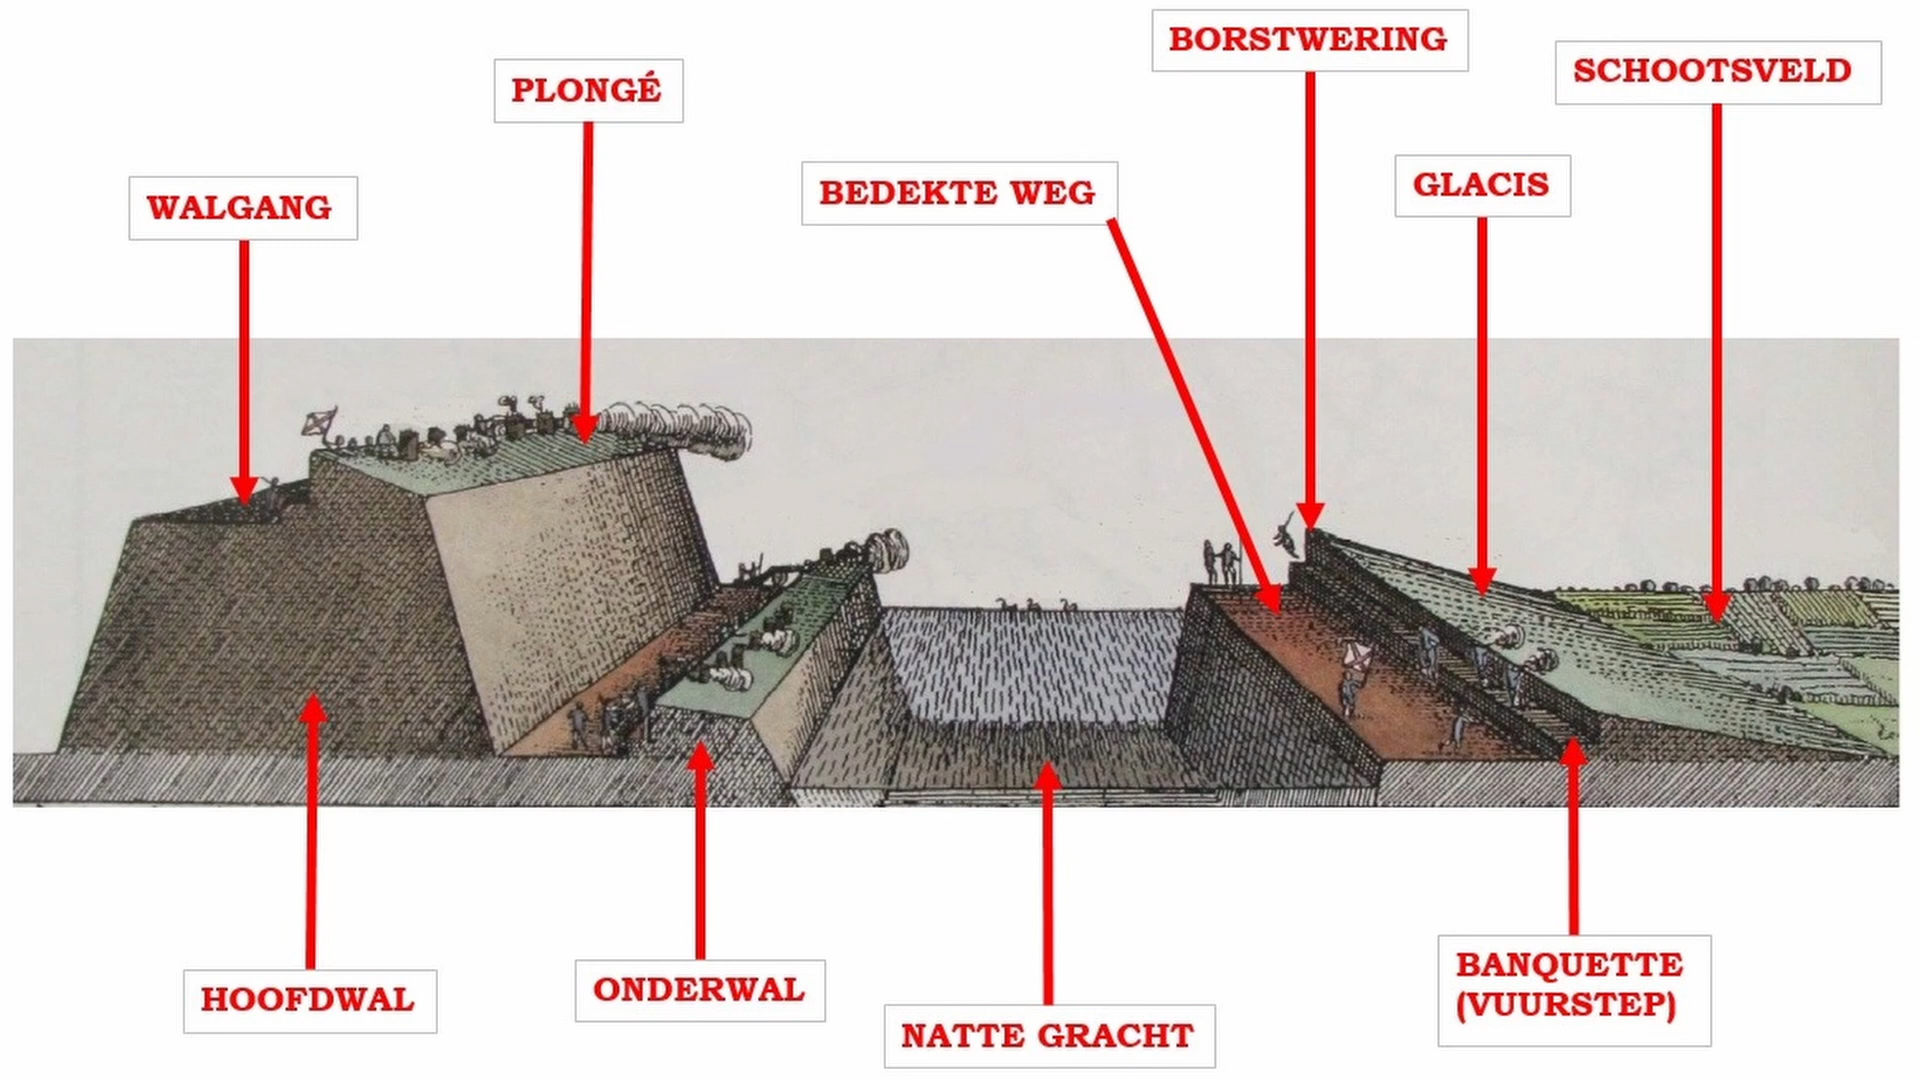 BORSTWERING
SCHOOTSVELD
PLONGÉ
BEDEKTE WEG
GLACIS
WALGANG
HOOFDWAL
ONDERWAL
NATTE GRACHT
BANQUETTE
(VUURSTEP)